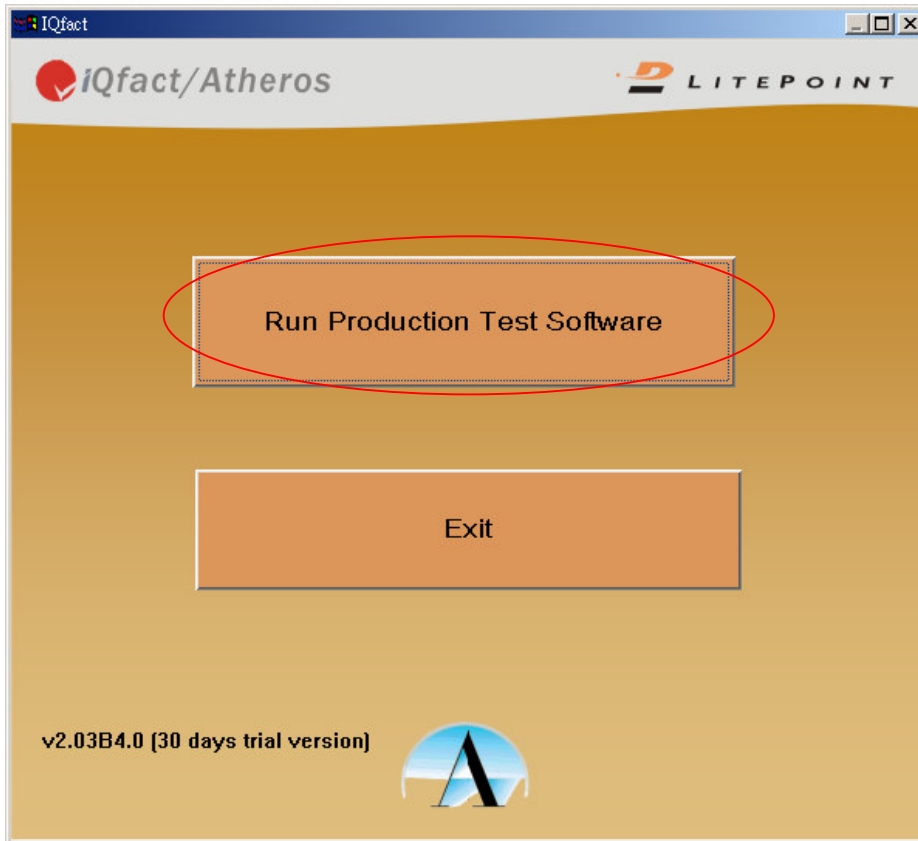 IQfact
iQfact/Atheros
LITEPOINT
Run Production Test Software
Exit
v2.03B4.0 (30 days trial version)